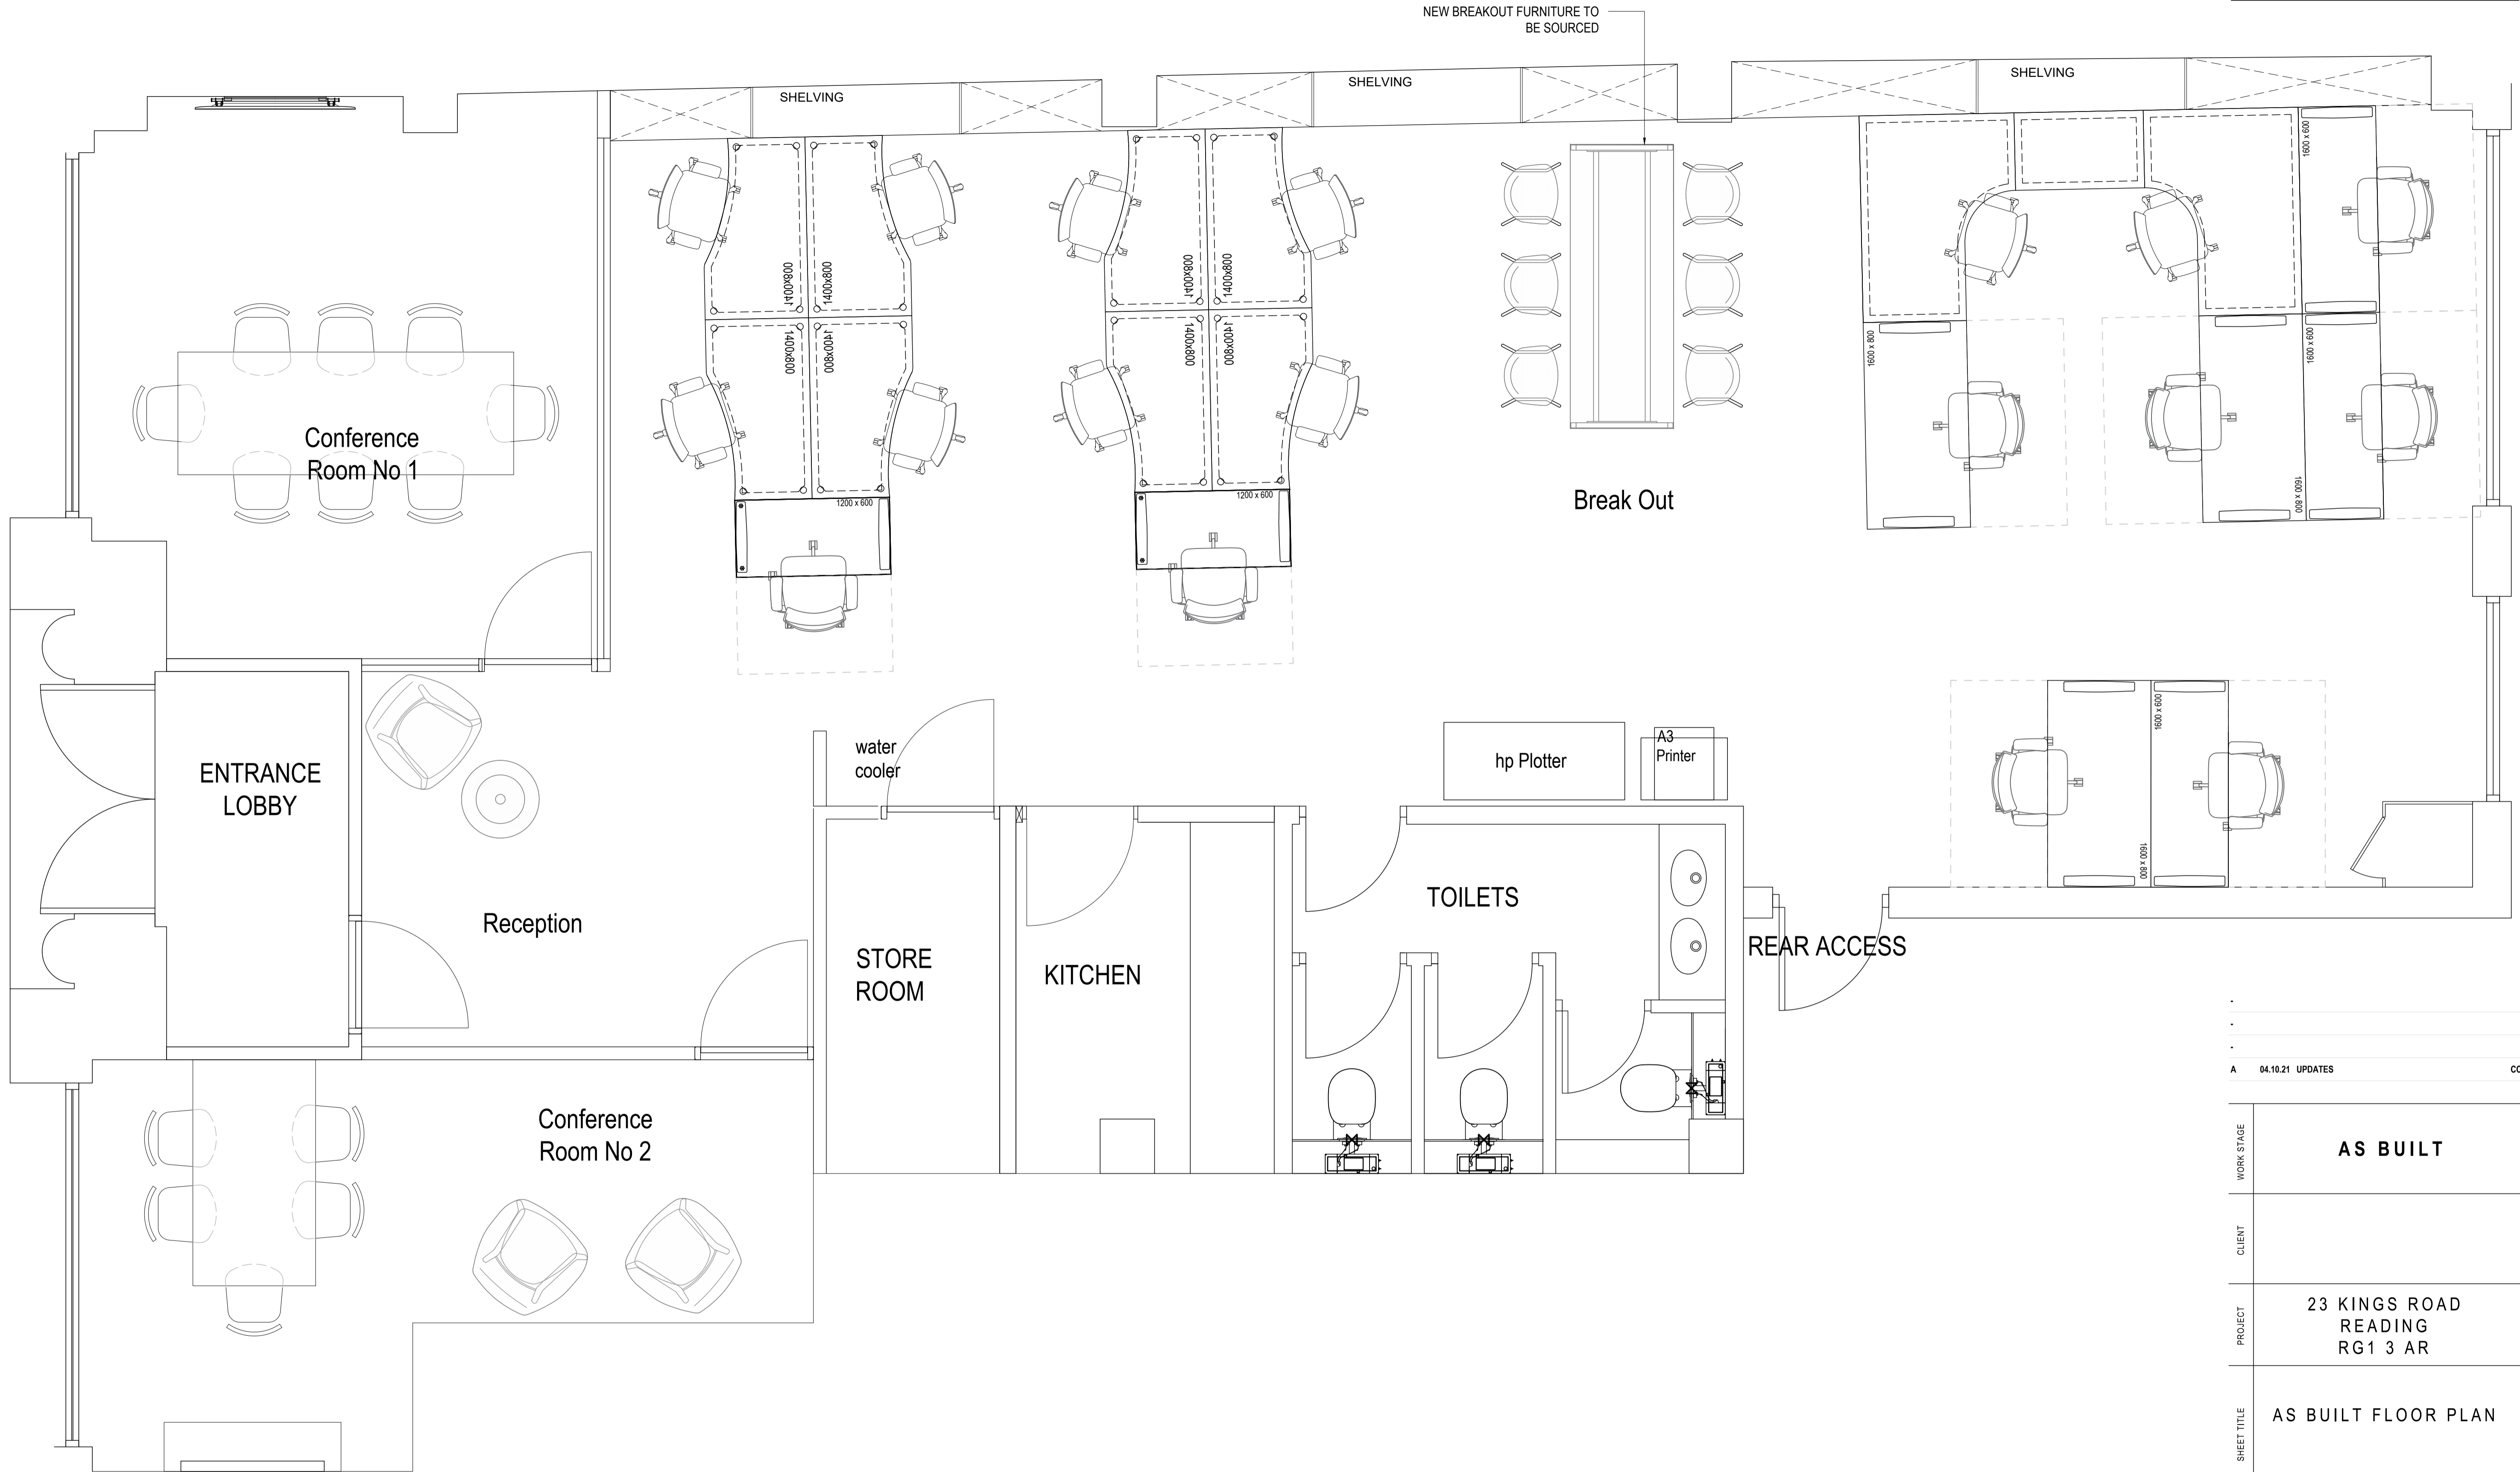 NEW BREAKOUT FURNITURE TO
BE SOURCED
SHELVING
SHELVING
SHELVING
1400x800
1400x800
1400x800
1400x800
1200 x 600
1400x800
1400x800
1400x800
1400x800
1200 x 600
1600 x 600
1600 x 800
1600 x 600
1600 x 800
Conference
Room No 1
Break Out
ENTRANCE
LOBBY
water
cooler
hp Plotter
A3
Printer
1600 x 600
1600 x 800
Reception
STORE
ROOM
KITCHEN
TOILETS
REAR ACCESS
Conference
Room No 2
-
-
-
A 04.10.21 UPDATES CO
WORK STAGE
AS BUILT
CLIENT
PROJECT
23 KINGS ROAD
READING
RG1 3 AR
SHEET TITLE
AS BUILT FLOOR PLAN